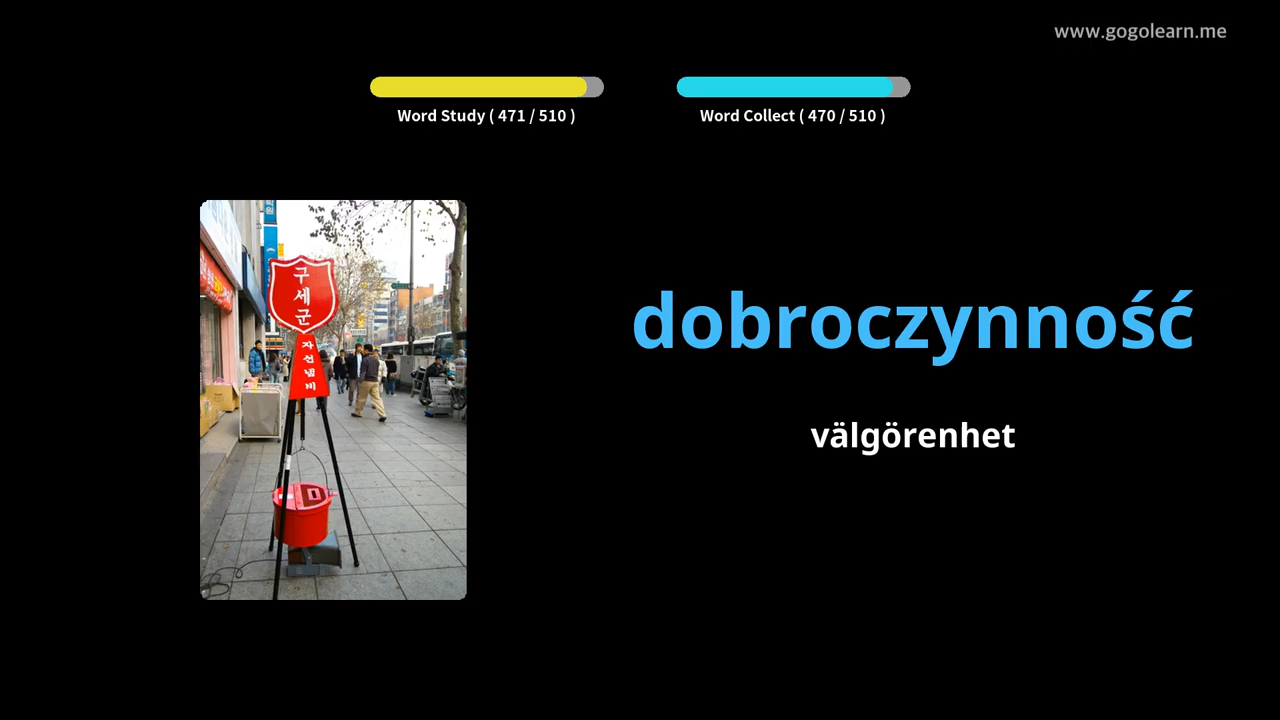 www.gogolearn.me
Word Study ( 471 / 510 )
Word Collect ( 470 / 510 )
구
세
군
자
선
냄
비
dobroczynność
välgörenhet